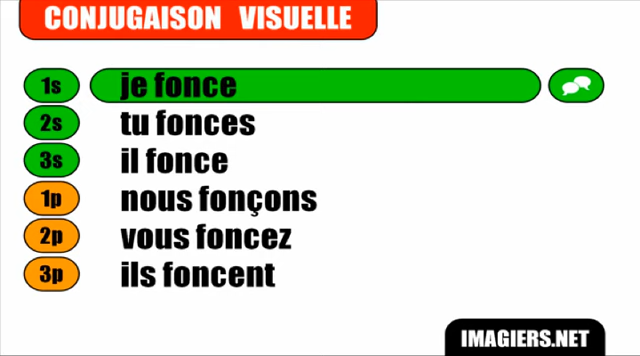 CONJUGAISON VISUELLE
1s je fonce
2s tu fonces
3s il fonce
1p nous fonçons
2p vous foncez
3p ils foncent
IMAGIERS.NET